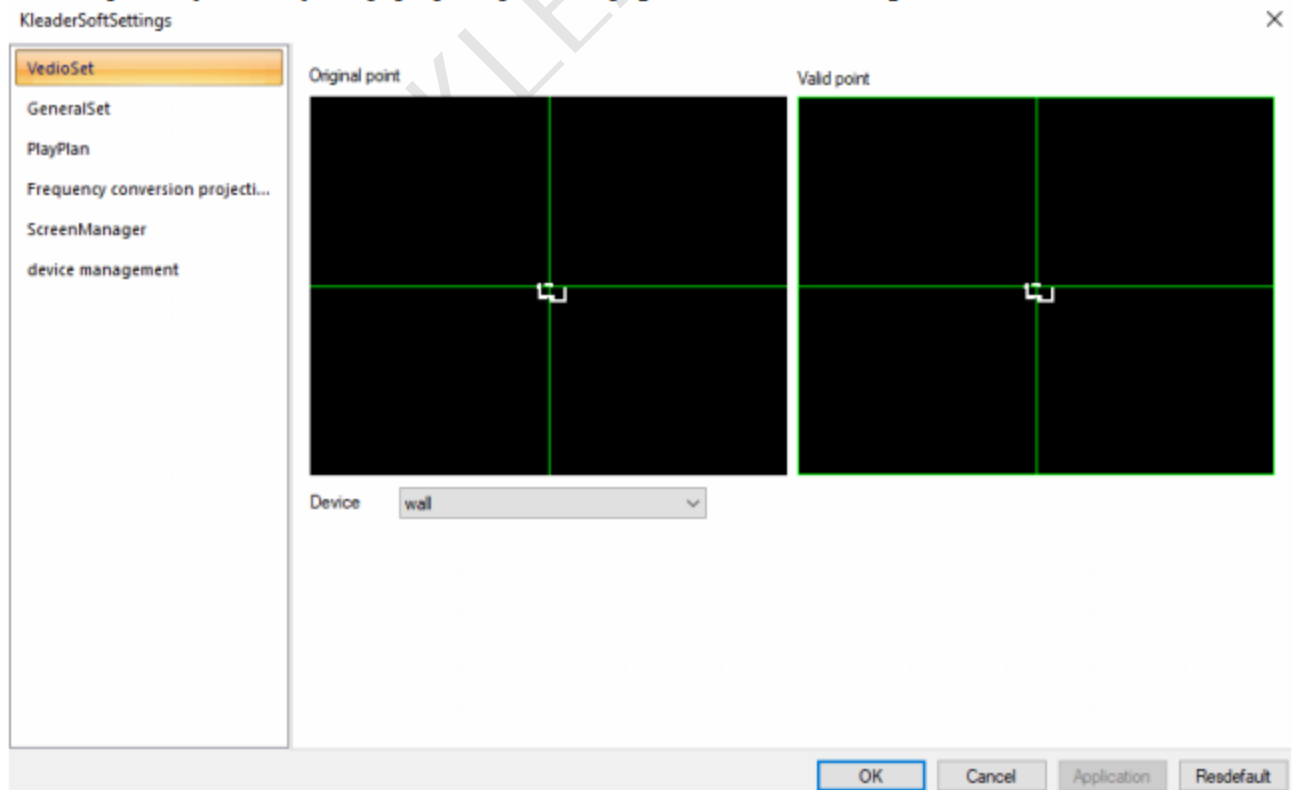 KleaderSoftSettings
VedioSet
GeneralSet
PlayPlan
Frequency conversion projecti...
ScreenManager
device management
Original point
Valid point
Device
wall
OK
Cancel
Application
Resdefault